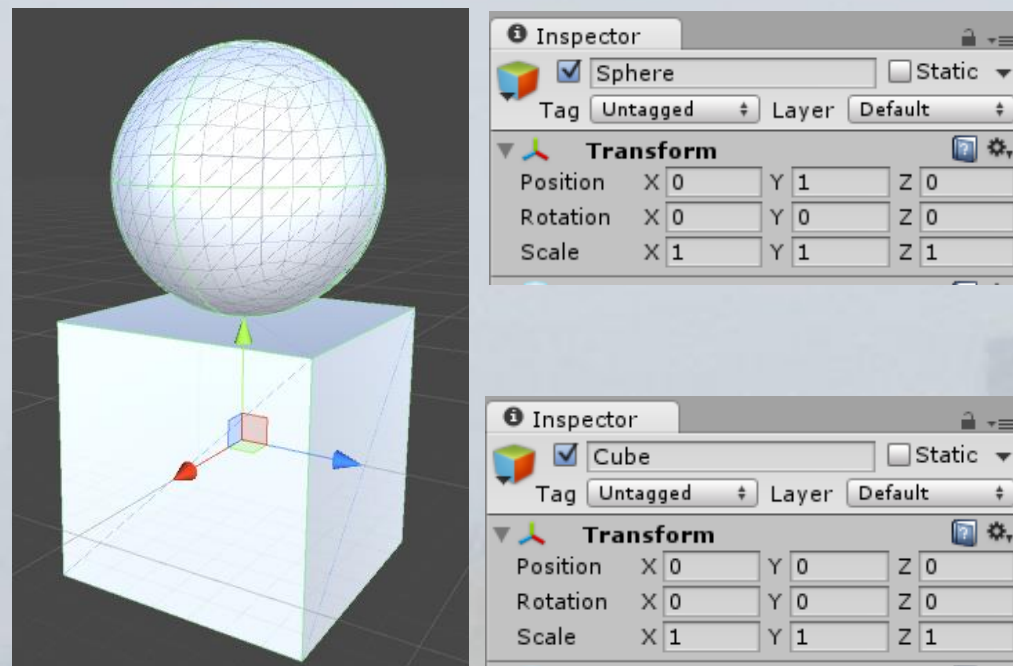 Inspector
Sphere Static
Tag Untagged Layer Default
Transform
Position X 0 Y 1 Z 0
Rotation X 0 Y 0 Z 0
Scale X 1 Y 1 Z 1
Inspector
Cube Static
Tag Untagged Layer Default
Transform
Position X 0 Y 0 Z 0
Rotation X 0 Y 0 Z 0
Scale X 1 Y 1 Z 1